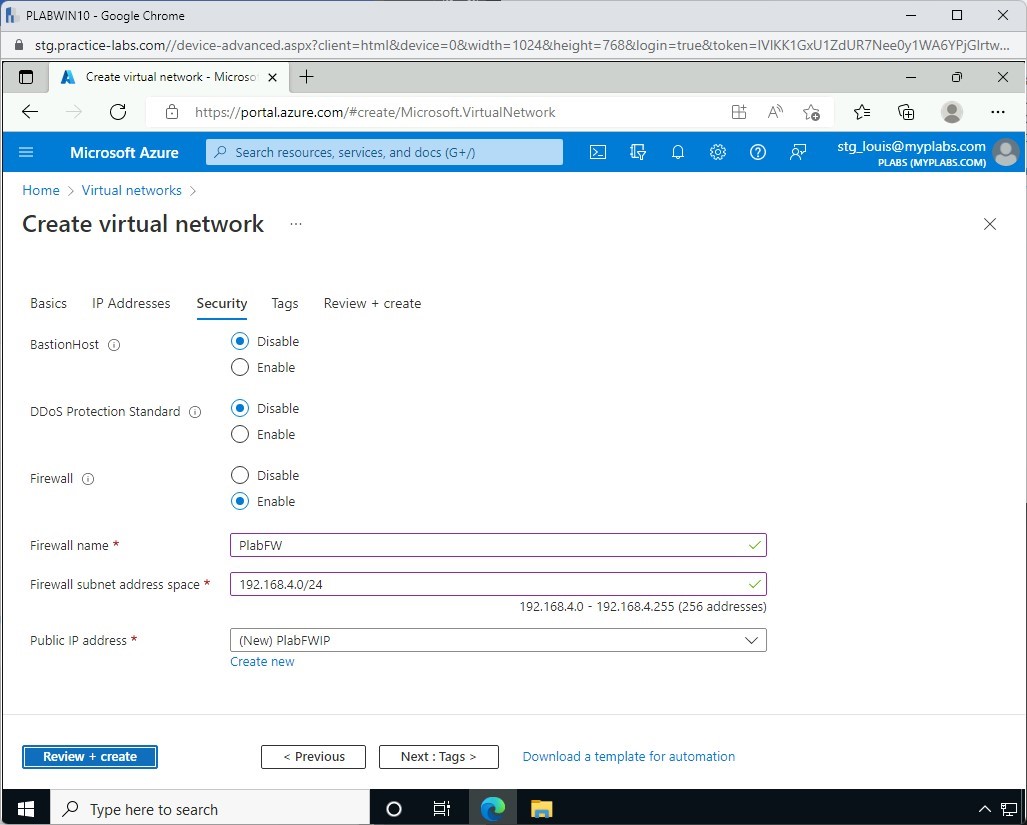 PLABWIN10 - Google Chrome
stg.practice-labs.com//device-advanced.aspx?client=html&device=0&width=1024&height=768&login=true&token=IVIKK1GxU1ZdUR7Nee0y1WA6YPjGIrtw...
Create virtual network - Microso
https://portal.azure.com/#create/Microsoft.VirtualNetwork
Microsoft Azure
Search resources, services, and docs (G+/)
stg_louis@myplabs.com
PLABS (MYPLABS.COM)
Home > Virtual networks >
Create virtual network ...
Basics IP Addresses Security Tags Review + create
BastionHost
Disable
Enable
DDoS Protection Standard
Disable
Enable
Firewall
Disable
Enable
Firewall name *
PlabFW
Firewall subnet address space *
192.168.4.0/24
192.168.4.0 - 192.168.4.255 (256 addresses)
Public IP address *
(New) PlabFWIP
Create new
Review + create
< Previous
Next : Tags >
Download a template for automation
Type here to search